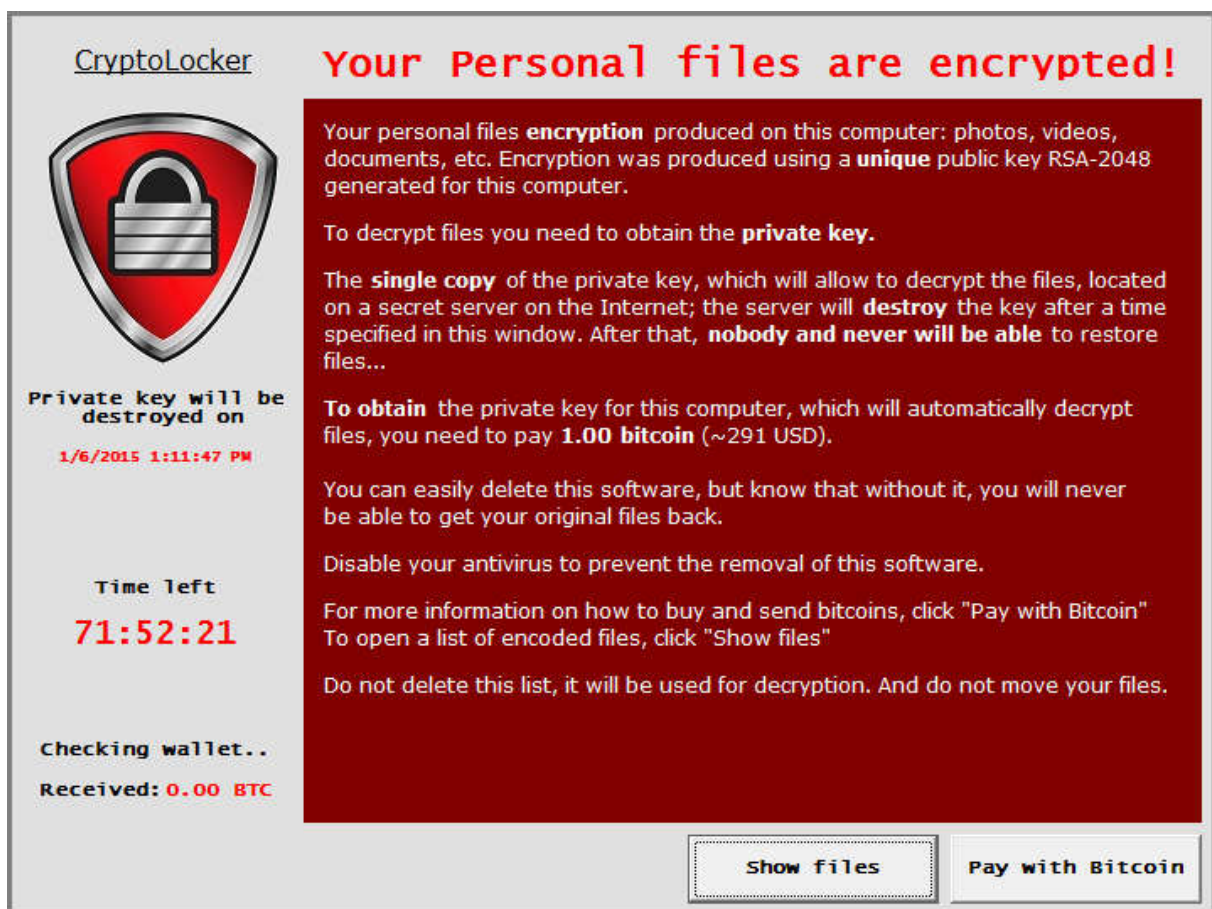 CryptoLocker
Your Personal files are encrypted!
Your personal files encryption produced on this computer: photos, videos,
documents, etc. Encryption was produced using a unique public key RSA-2048
generated for this computer.
To decrypt files you need to obtain the private key.
The single copy of the private key, which will allow to decrypt the files, located
on a secret server on the Internet; the server will destroy the key after a time
specified in this window. After that, nobody and never will be able to restore
files...
To obtain the private key for this computer, which will automatically decrypt
files, you need to pay 1.00 bitcoin (~291 USD).
You can easily delete this software, but know that without it, you will never
be able to get your original files back.
Disable your antivirus to prevent the removal of this software.
For more information on how to buy and send bitcoins, click "Pay with Bitcoin"
To open a list of encoded files, click "Show files"
Do not delete this list, it will be used for decryption. And do not move your files.
Private key will be
destroyed on
1/6/2015 1:11:47 PM
Time left
71:52:21
Checking wallet..
Received: 0.00 BTC
Show files
Pay with Bitcoin